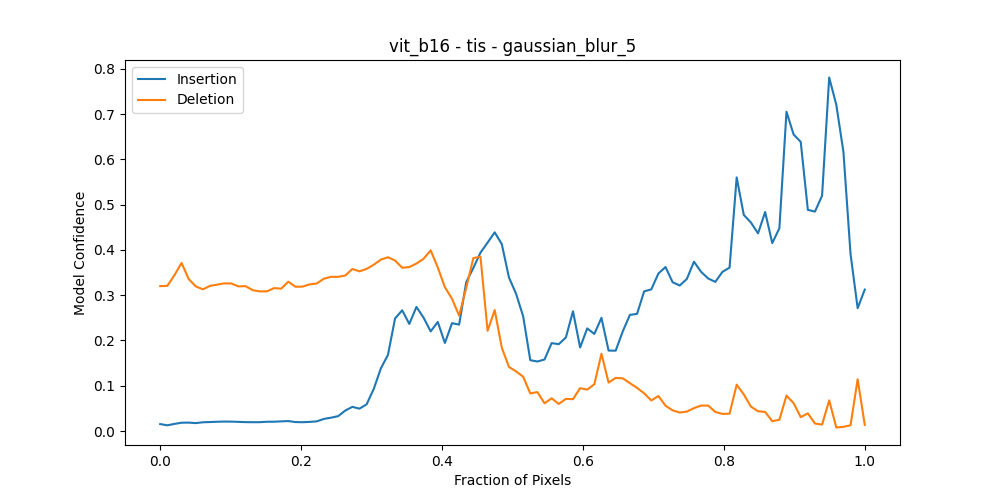 vit_b16 - tis - gaussian_blur_5
Insertion
Deletion
Model Confidence
0.8
0.7
0.6
0.5
0.4
0.3
0.2
0.1
0.0
0.0 0.2 0.4 0.6 0.8 1.0
Fraction of Pixels